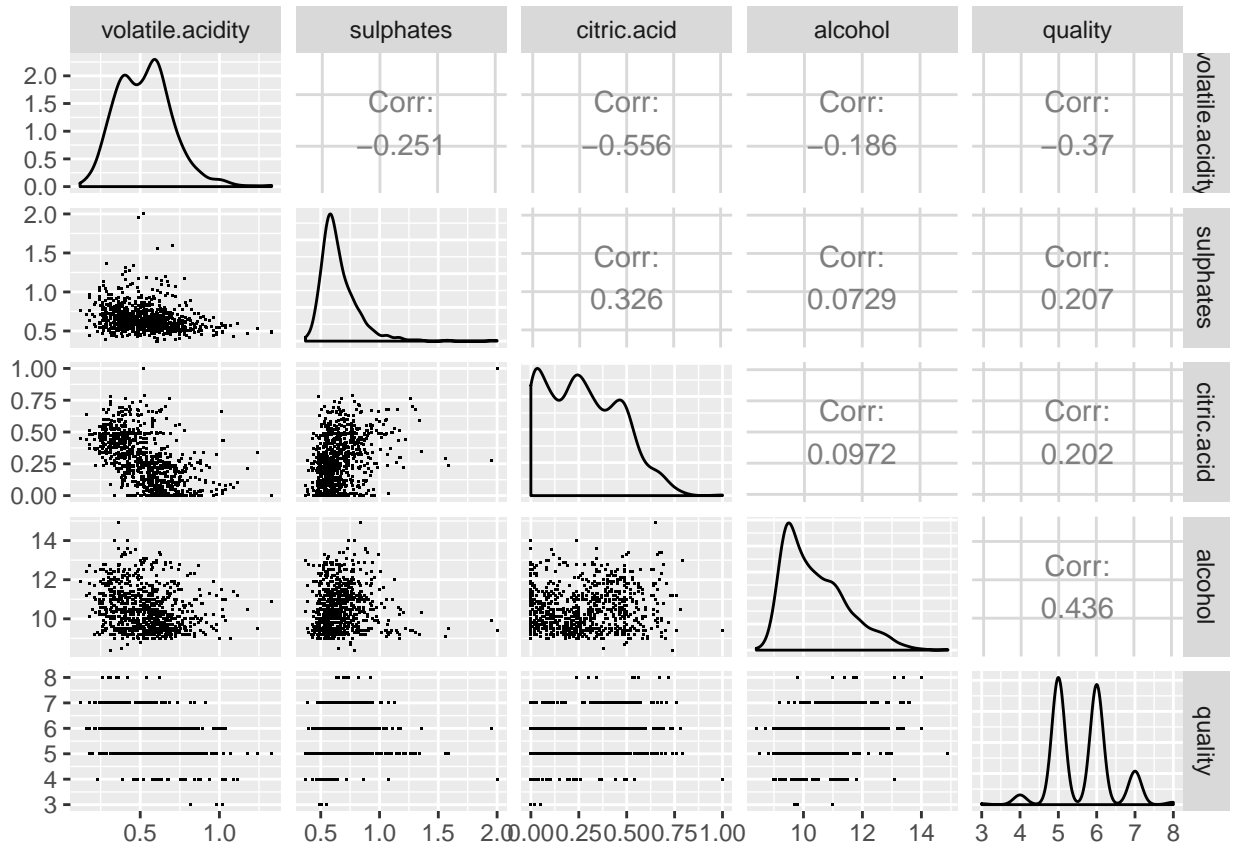 volatile.acidity sulphates citric.acid alcohol quality
2.0 1.5 1.0 0.5 0.0
Corr: Corr: Corr: Corr:
−0.251 −0.556 −0.186 −0.37
volatile.acidity
2.0 1.5 1.0 0.5
Corr: Corr: Corr:
0.326 0.0729 0.207
sulphates
1.00 0.75 0.50 0.25 0.00
Corr: Corr:
0.0972 0.202
citric.acid
14 12 10
Corr:
0.436
alcohol
8 7 6 5 4 3
quality
0.5 1.0 0.5 1.0 1.5 2.0 0.00 0.25 0.50 0.75 1.00 10 12 14 3 4 5 6 7 8